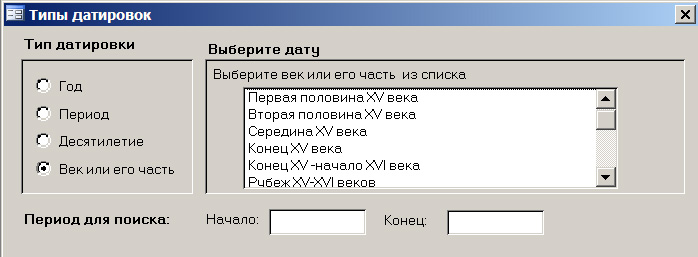 Типы датировок
Тип датировки
Год
Период
Десятилетие
Век или его часть
Выберите дату
Выберите век или его часть из списка
Первая половина XV века
Вторая половина XV века
Середина XV века
Конец XV века
Конец XV -начало XVI века
Рубеж XV-XVI веков
Период для поиска: Начало: Конец: